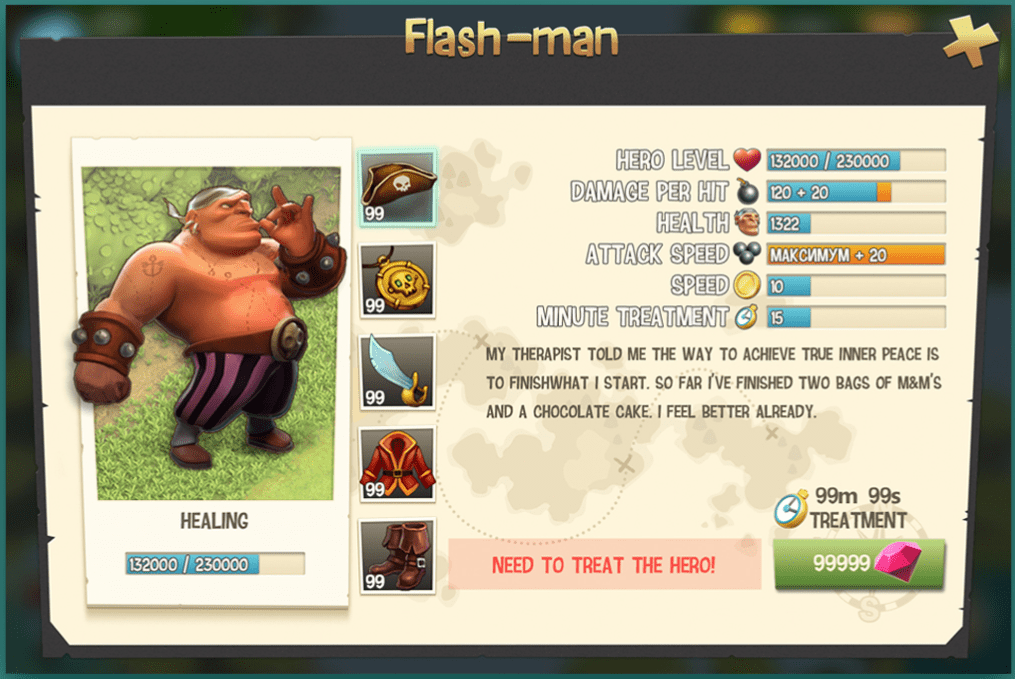 Flash-man
HERO LEVEL 132000 / 230000
DAMAGE PER HIT 120 + 20
HEALTH 1322
ATTACK SPEED МАКСИМУМ + 20
SPEED 10
MINUTE TREATMENT 15
MY THERAPIST TOLD ME THE WAY TO ACHIEVE TRUE INNER PEACE IS
TO FINISHWHAT I START. SO FAR I'VE FINISHED TWO BAGS OF M&M'S
AND A CHOCOLATE CAKE. I FEEL BETTER ALREADY.
99
99
99
99
99
HEALING
132000 / 230000
NEED TO TREAT THE HERO!
99m 99s
TREATMENT
99999
S